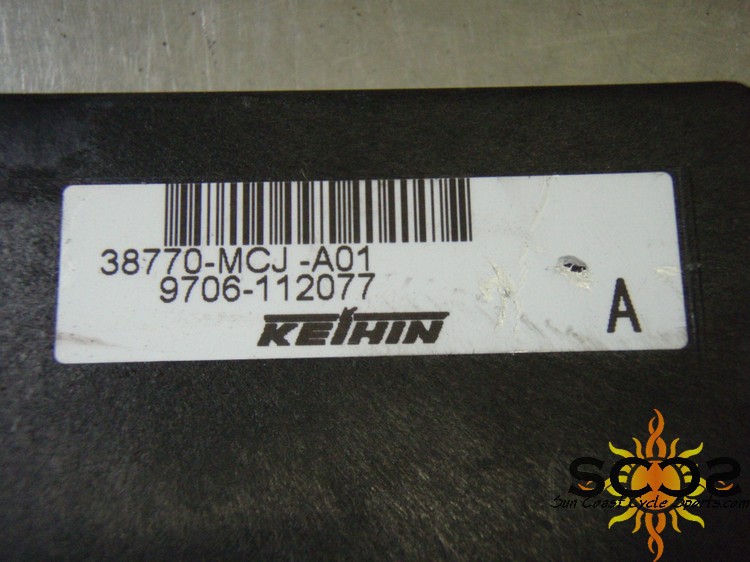 38770-MCJ -A01
9706-112077
KEIHIN
A
SCCS
Sun Coast Cycle Sports.com